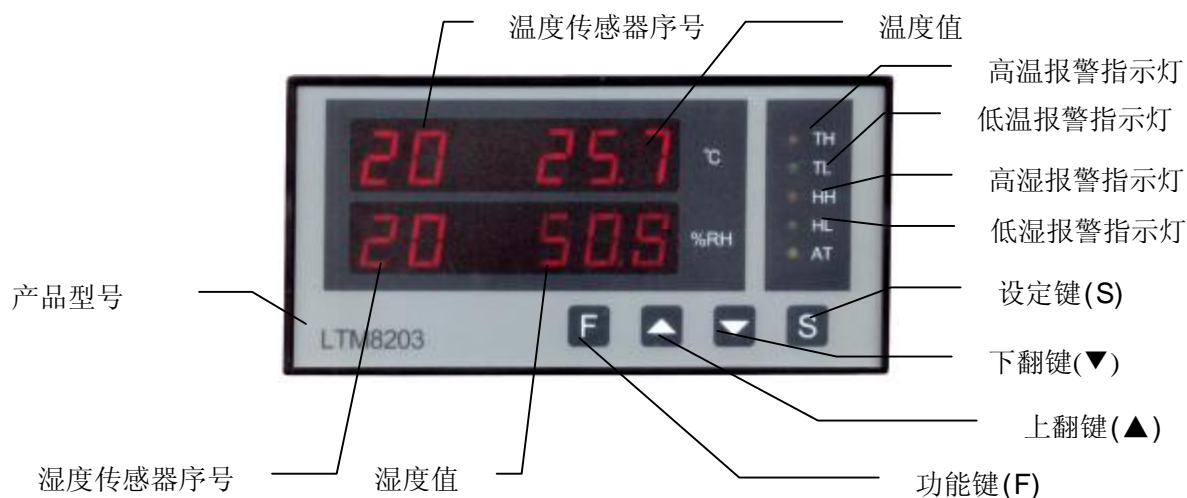 温度传感器序号
温度值
高温报警指示灯
低温报警指示灯
高湿报警指示灯
低湿报警指示灯
20 25.7 ℃
20 50.5 %RH
TH
TL
HH
HL
AT
产品型号
LTM8203
F ▲ ▼ S
设定键(S)
下翻键(▼)
上翻键(▲)
功能键(F)
湿度传感器序号
湿度值